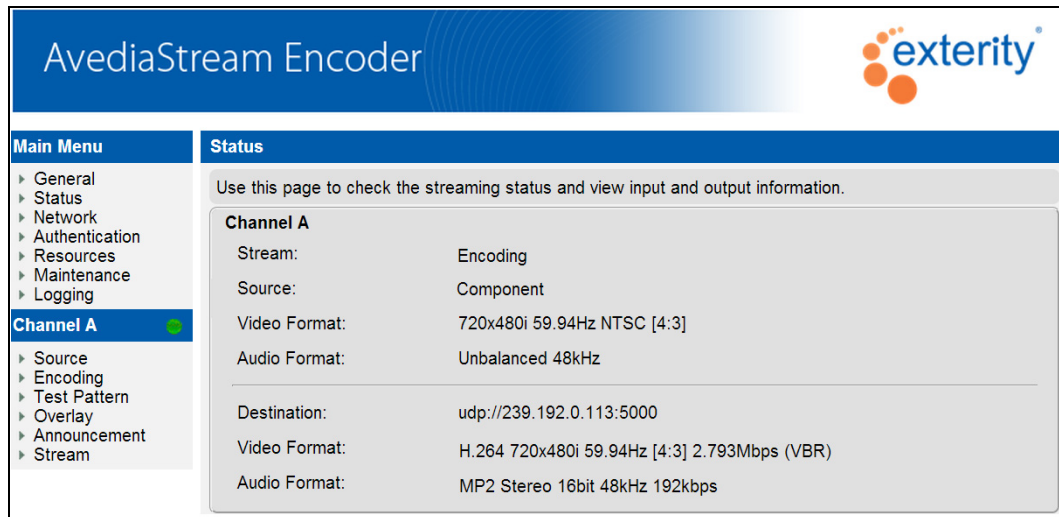 AvediaStream Encoder
exterity
Main Menu
General
Status
Network
Authentication
Resources
Maintenance
Logging
Channel A
Source
Encoding
Test Pattern
Overlay
Announcement
Stream
Status
Use this page to check the streaming status and view input and output information.
Channel A
Stream: Encoding
Source: Component
Video Format: 720x480i 59.94Hz NTSC [4:3]
Audio Format: Unbalanced 48kHz
Destination: udp://239.192.0.113:5000
Video Format: H.264 720x480i 59.94Hz [4:3] 2.793Mbps (VBR)
Audio Format: MP2 Stereo 16bit 48kHz 192kbps